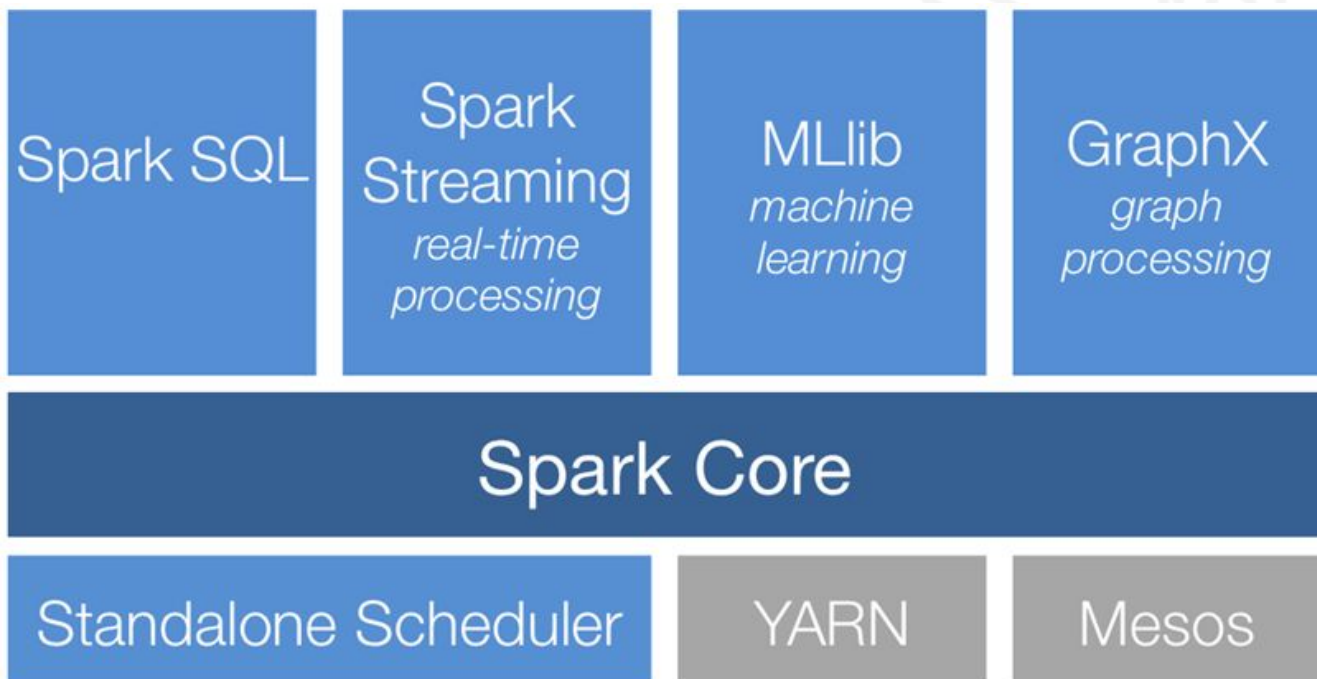 Spark SQL
Spark
Streaming
real-time
processing
MLlib
machine
learning
GraphX
graph
processing
Spark Core
Standalone Scheduler
YARN
Mesos